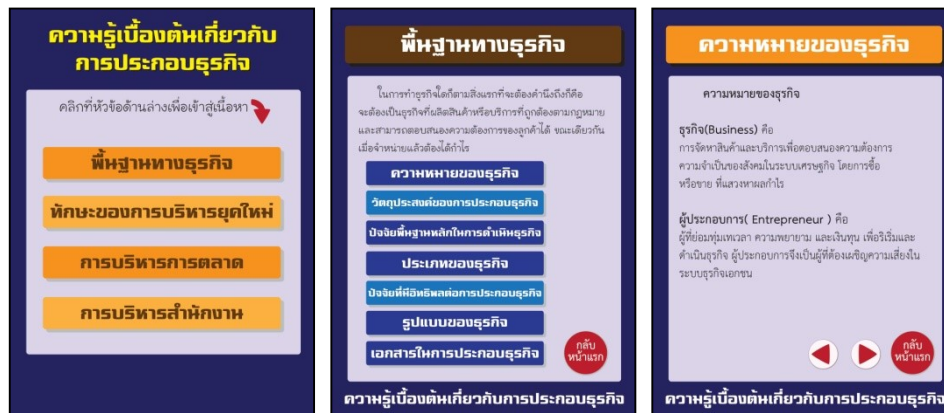 ความรู้เบื้องต้นเกี่ยวกับ
การประกอบธุรกิจ
คลิกที่หัวข้อด้านล่างเพื่อเข้าสู่เนื้อหา
พื้นฐานทางธุรกิจ
ทักษะของการบริหารยุคใหม่
การบริหารการตลาด
การบริหารสำนักงาน
พื้นฐานทางธุรกิจ
ในการทำธุรกิจใดก็ตามสิ่งแรกที่จะต้องคำนึงถึงก็คือ
จะต้องเป็นธุรกิจที่ผลิตสินค้าหรือบริการที่ถูกต้องตามกฎหมาย
และสามารถตอบสนองความต้องการของลูกค้าได้ ขณะเดียวกัน
เมื่อจำหน่ายแล้วต้องได้กำไร
ความหมายของธุรกิจ
วัตถุประสงค์ของการประกอบธุรกิจ
ปัจจัยพื้นฐานหลักในการดำเนินธุรกิจ
ประเภทของธุรกิจ
ปัจจัยที่มีอิทธิพลต่อการประกอบธุรกิจ
รูปแบบของธุรกิจ
เอกสารในการประกอบธุรกิจ
กลับ
หน้าแรก
ความรู้เบื้องต้นเกี่ยวกับการประกอบธุรกิจ
ความหมายของธุรกิจ
ความหมายของธุรกิจ
ธุรกิจ(Business) คือ
การจัดหาสินค้าและบริการเพื่อตอบสนองความต้องการ
ความจำเป็นของสังคมในระบบเศรษฐกิจ โดยการซื้อ
หรือขาย ที่แสวงหาผลกำไร
ผู้ประกอบการ( Entrepreneur ) คือ
ผู้ที่ย่อมทุ่มเทเวลา ความพยายาม และเงินทุน เพื่อริเริ่มและ
ดำเนินธุรกิจ ผู้ประกอบการจึงเป็นผู้ที่ต้องเผชิญความเสี่ยงใน
ระบบธุรกิจเอกชน
กลับ
หน้าแรก
ความรู้เบื้องต้นเกี่ยวกับการประกอบธุรกิจ